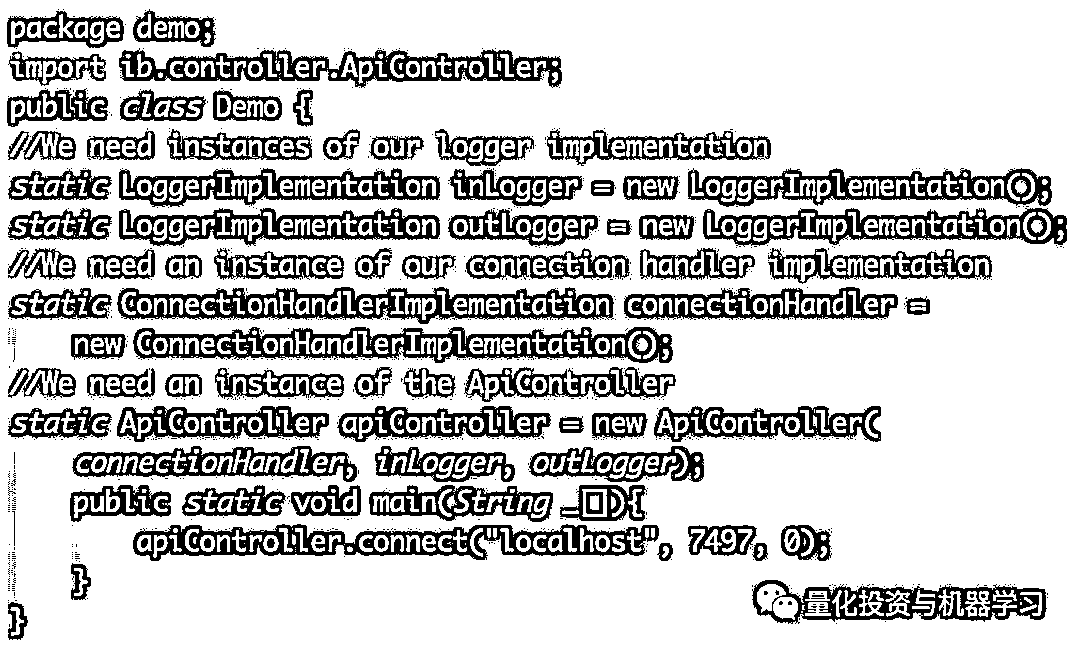 package demo;
import ib.controller.ApiController;
public class Demo {
//We need instances of our logger implementation
static LoggerImplementation inLogger = new LoggerImplementation();
static LoggerImplementation outLogger = new LoggerImplementation();
//We need an instance of our connection handler implementation
static ConnectionHandlerImplementation connectionHandler =
new ConnectionHandlerImplementation();
//We need an instance of the ApiController
static ApiController apiController = new ApiController(
connectionHandler, inLogger, outLogger);
public static void main(String _[]){
apiController.connect("localhost", 7497, 0);
}
}
量化投资与机器学习